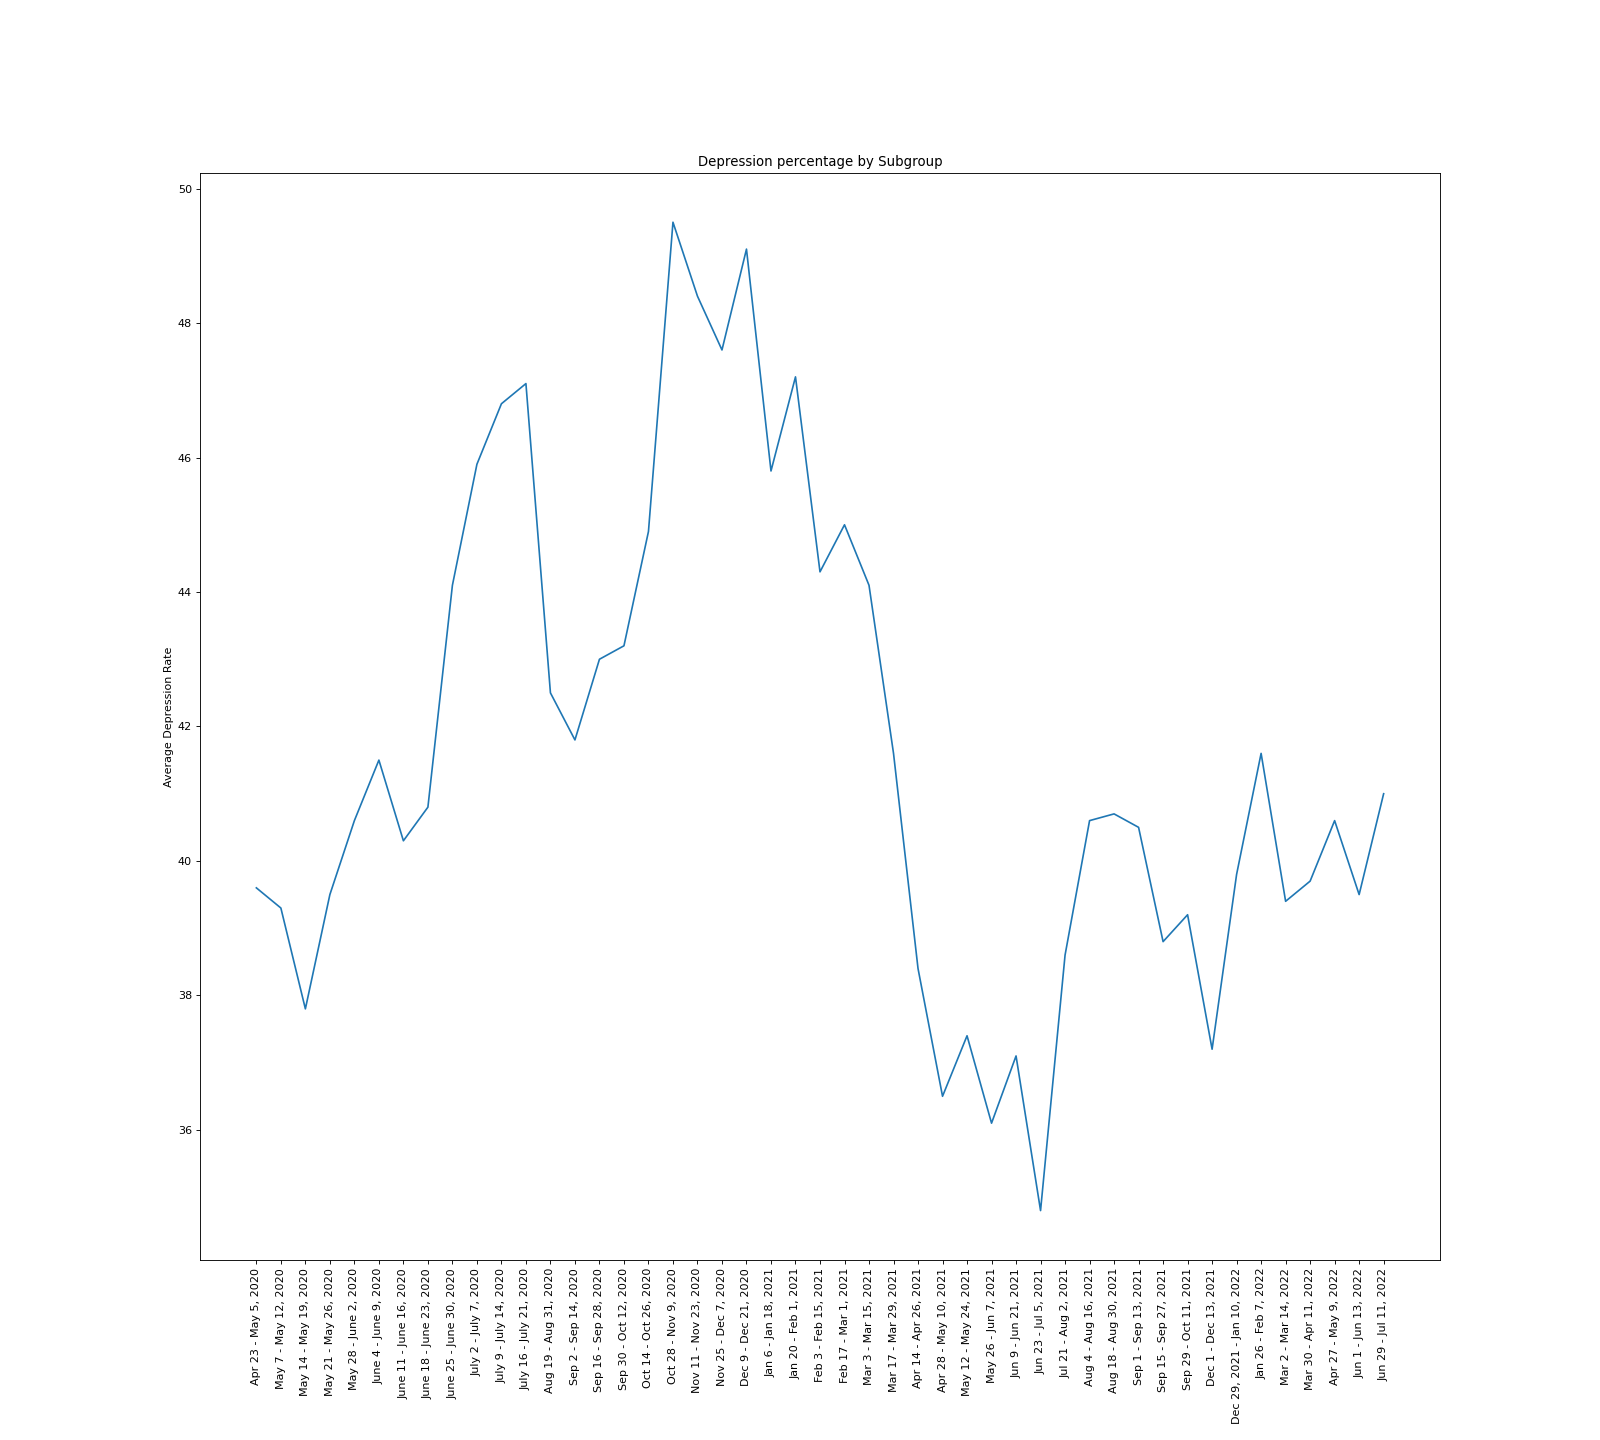 Depression percentage by Subgroup
50
48
46
44
42
40
38
36
Average Depression Rate
Apr 23 - May 5, 2020
May 7 - May 12, 2020
May 14 - May 19, 2020
May 21 - May 26, 2020
May 28 - June 2, 2020
June 4 - June 9, 2020
June 11 - June 16, 2020
June 18 - June 23, 2020
June 25 - June 30, 2020
July 2 - July 7, 2020
July 9 - July 14, 2020
July 16 - July 21, 2020
Aug 19 - Aug 31, 2020
Sep 2 - Sep 14, 2020
Sep 16 - Sep 28, 2020
Sep 30 - Oct 12, 2020
Oct 14 - Oct 26, 2020
Oct 28 - Nov 9, 2020
Nov 11 - Nov 23, 2020
Nov 25 - Dec 7, 2020
Dec 9 - Dec 21, 2020
Jan 6 - Jan 18, 2021
Jan 20 - Feb 1, 2021
Feb 3 - Feb 15, 2021
Feb 17 - Mar 1, 2021
Mar 3 - Mar 15, 2021
Mar 17 - Mar 29, 2021
Apr 14 - Apr 26, 2021
Apr 28 - May 10, 2021
May 12 - May 24, 2021
May 26 - Jun 7, 2021
Jun 9 - Jun 21, 2021
Jun 23 - Jul 5, 2021
Jul 21 - Aug 2, 2021
Aug 4 - Aug 16, 2021
Aug 18 - Aug 30, 2021
Sep 1 - Sep 13, 2021
Sep 15 - Sep 27, 2021
Sep 29 - Oct 11, 2021
Dec 1 - Dec 13, 2021
Dec 29, 2021 - Jan 10, 2022
Jan 26 - Feb 7, 2022
Mar 2 - Mar 14, 2022
Mar 30 - Apr 11, 2022
Apr 27 - May 9, 2022
Jun 1 - Jun 13, 2022
Jun 29 - Jul 11, 2022